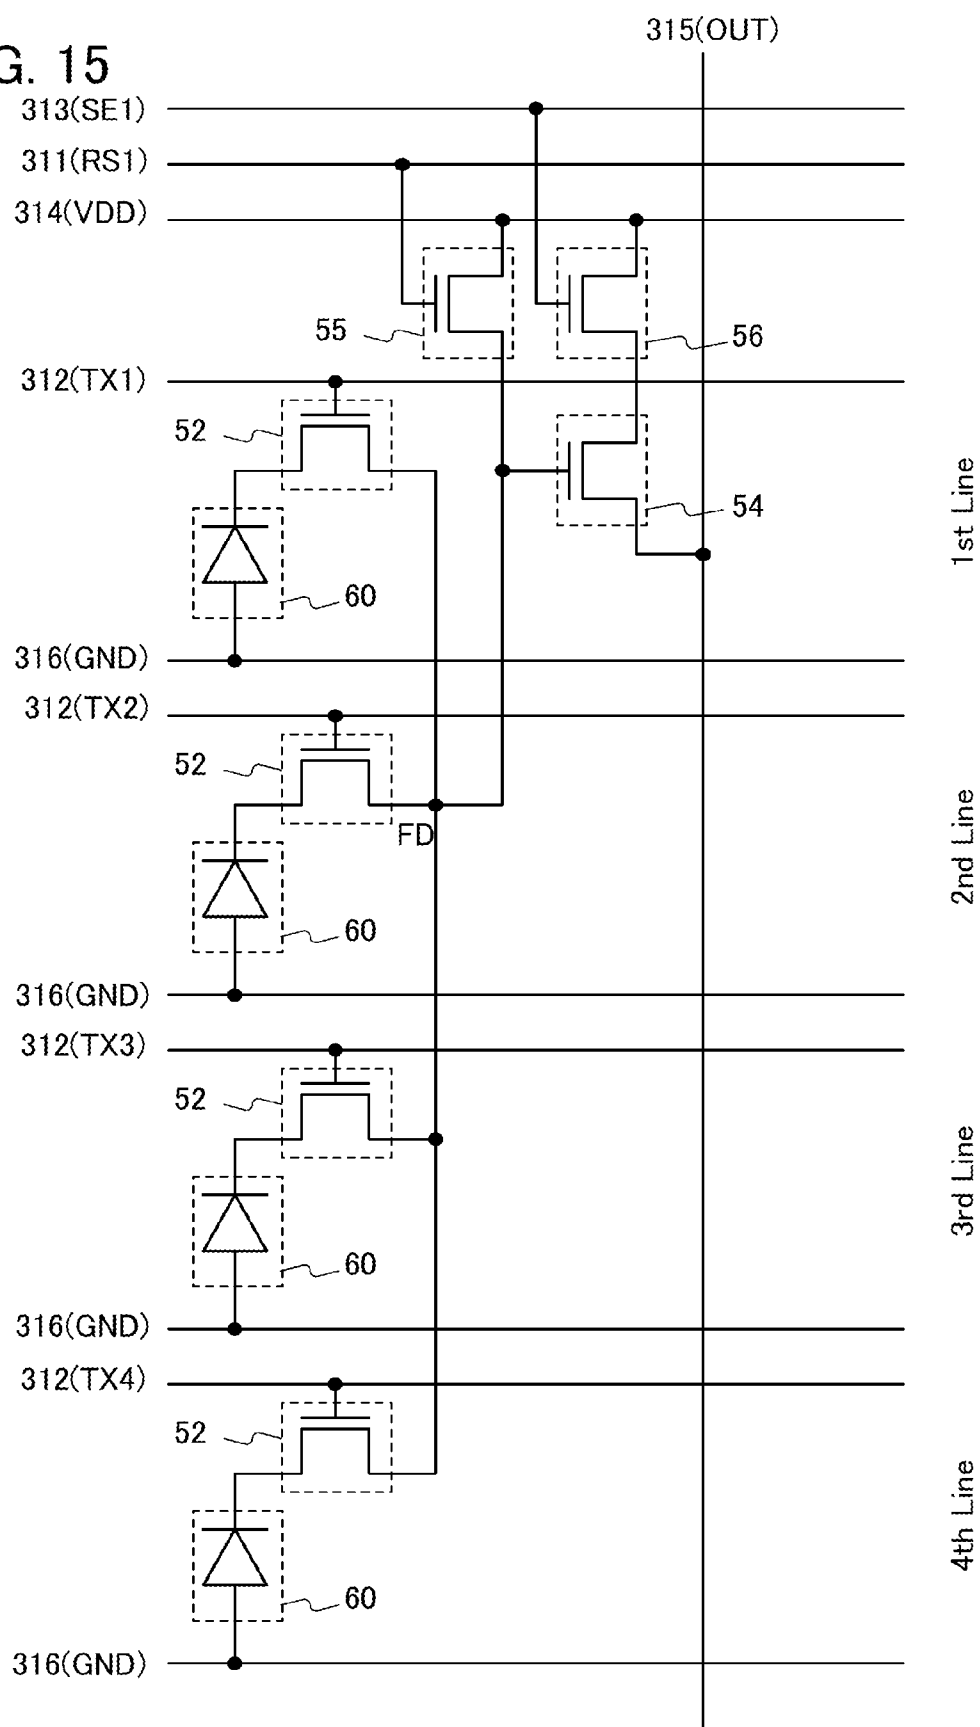 315(OUT)
G. 15
313(SE1)
311(RS1)
314(VDD)
55
56
312(TX1)
52
54
1st Line
60
316(GND)
312(TX2)
52
FD
2nd Line
60
316(GND)
312(TX3)
52
3rd Line
60
316(GND)
312(TX4)
52
4th Line
60
316(GND)